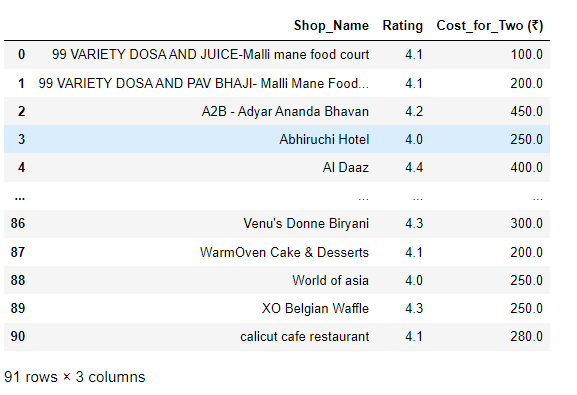 Shop_Name Rating Cost_for_Two (₹)
0 99 VARIETY DOSA AND JUICE-Malli mane food court 4.1 100.0
1 99 VARIETY DOSA AND PAV BHAJI- Malli Mane Food... 4.1 200.0
2 A2B - Adyar Ananda Bhavan 4.2 450.0
3 Abhiruchi Hotel 4.0 250.0
4 Al Daaz 4.4 400.0
... ... ... ...
86 Venu's Donne Biryani 4.3 300.0
87 WarmOven Cake & Desserts 4.1 200.0
88 World of asia 4.0 250.0
89 XO Belgian Waffle 4.3 250.0
90 calicut cafe restaurant 4.1 280.0
91 rows × 3 columns